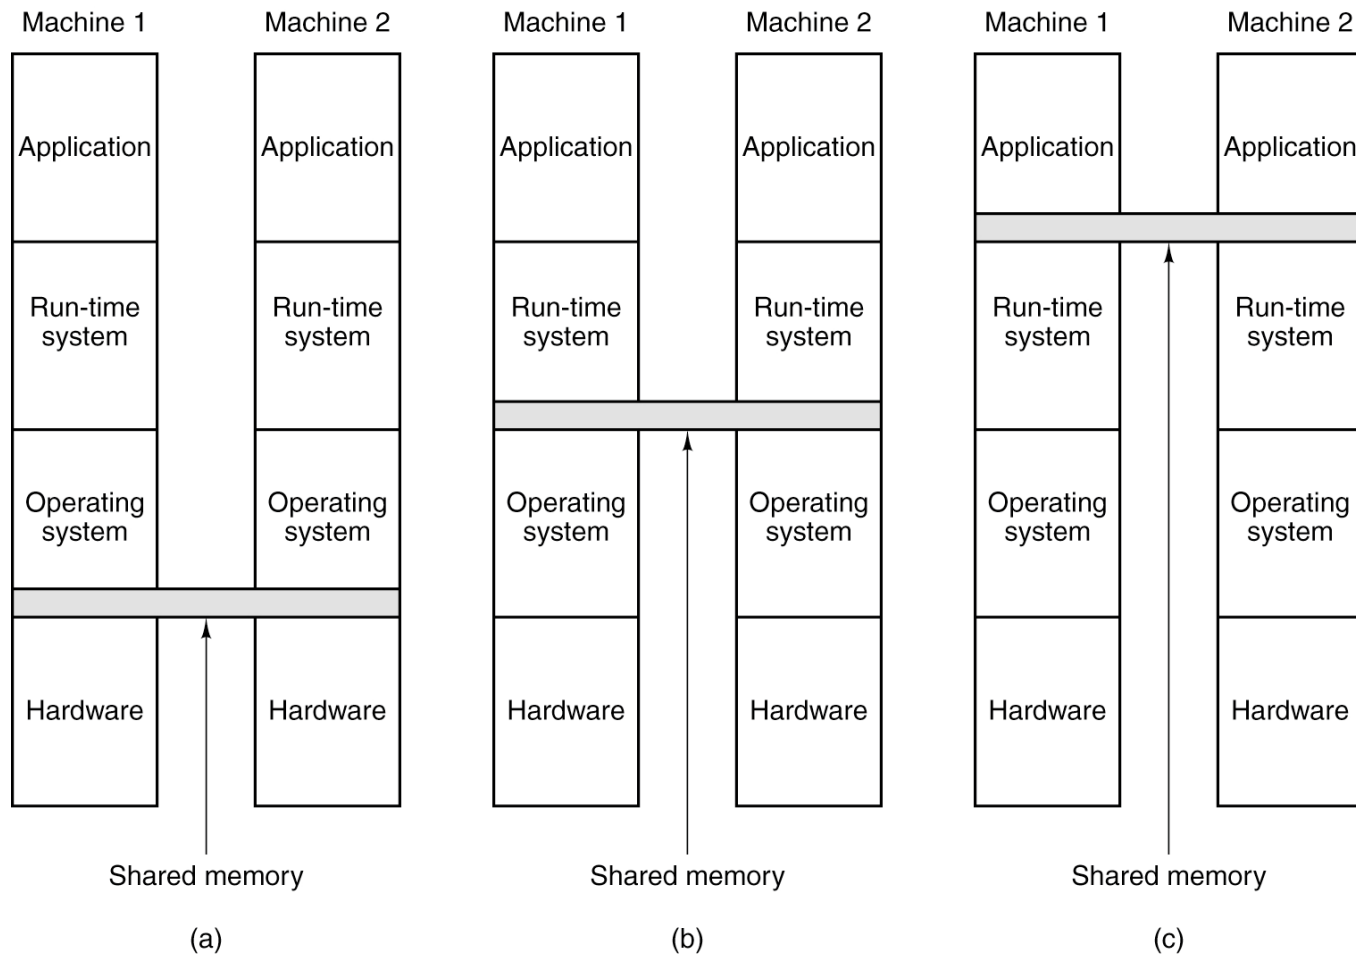 Machine 1
Machine 2
Application
Application
Run-time
system
Run-time
system
Operating
system
Operating
system
Hardware
Hardware
Shared memory
(a)
Machine 1
Machine 2
Application
Application
Run-time
system
Run-time
system
Operating
system
Operating
system
Hardware
Hardware
Shared memory
(b)
Machine 1
Machine 2
Application
Application
Run-time
system
Run-time
system
Operating
system
Operating
system
Hardware
Hardware
Shared memory
(c)